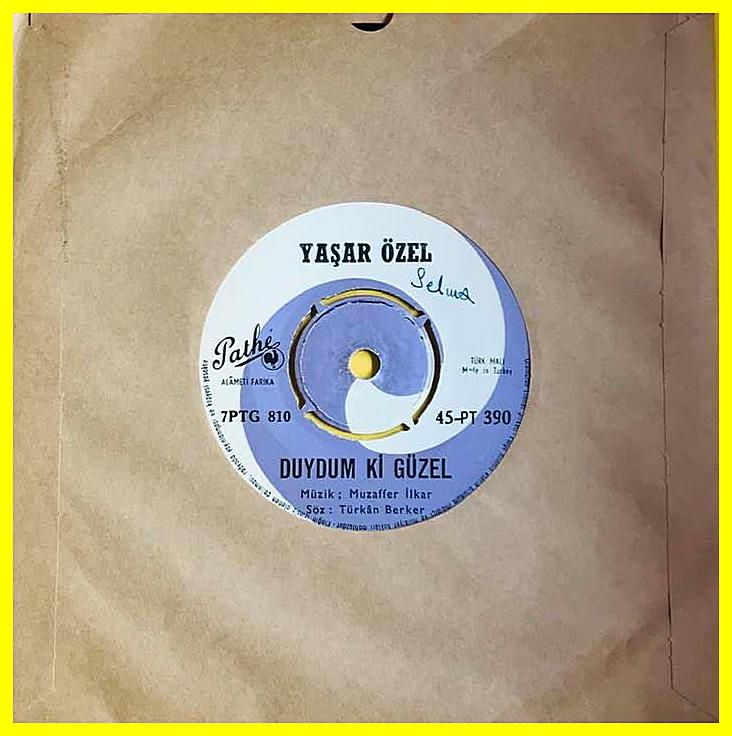 YAŞAR ÖZEL
Selma
Pathé
ALÂMETİ FARİKA
TÜRK MALI
Made in Turkey
7PTG 810
45-PT 390
DUYDUM Kİ GÜZEL
Müzik ; Muzaffer İlkar
Söz : Türkân Berker